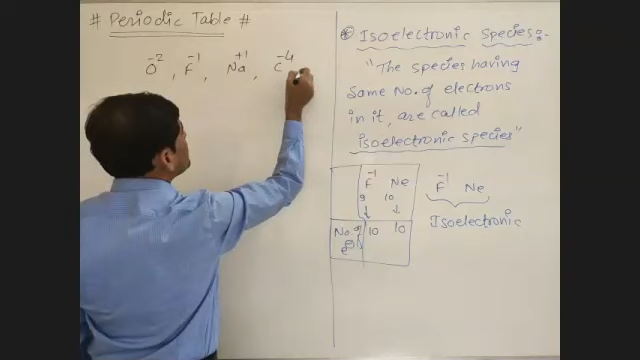 # Periodic Table #
O⁻², F⁻¹, Na⁺¹, C⁻⁴
* Isoelectronic Species:-
"The species having
same No. of electrons
in it, are called
isoelectronic species"
F⁻¹ Ne
9 10
↓ ↓
No. of e⊖ 10 10
F⁻¹ Ne
Isoelectronic